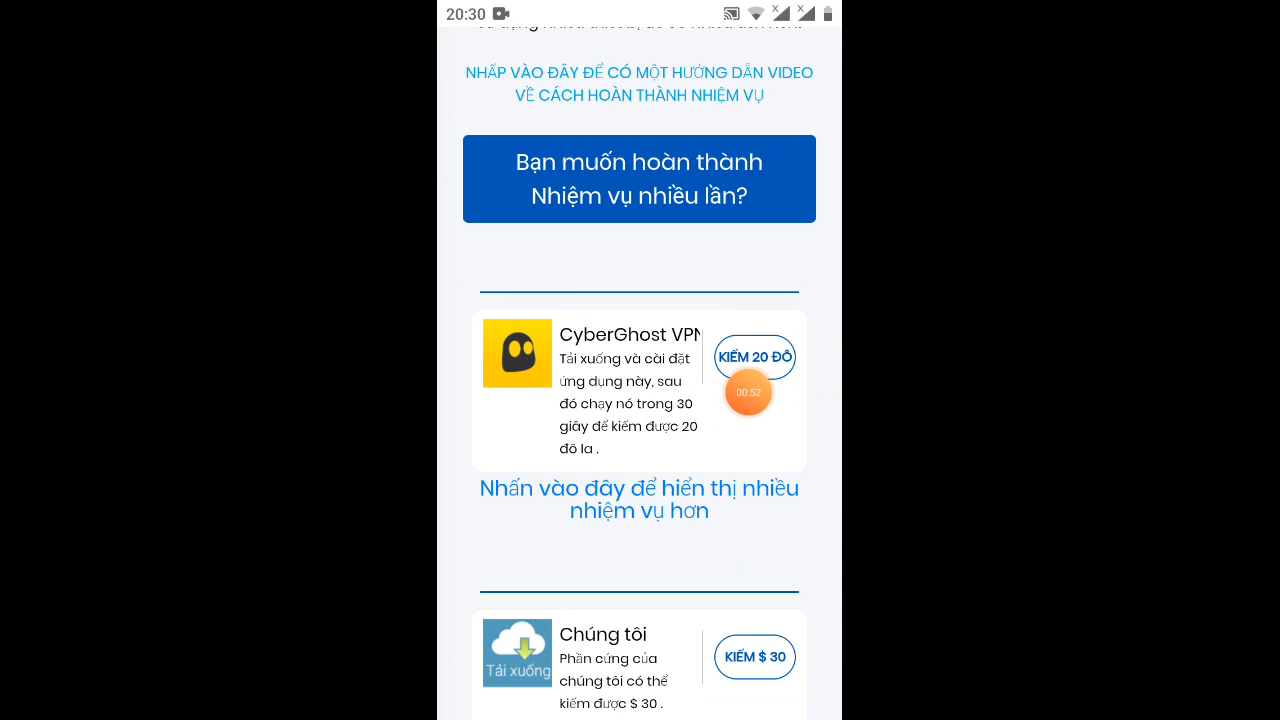 20:30
NHẤP VÀO ĐÂY ĐỂ CÓ MỘT HƯỚNG DẪN VIDEO
VỀ CÁCH HOÀN THÀNH NHIỆM VỤ
Bạn muốn hoàn thành
Nhiệm vụ nhiều lần?
CyberGhost VPN
Tải xuống và cài đặt
ứng dụng này, sau
đó chạy nó trong 30
giây để kiếm được 20
đô la .
KIẾM 20 ĐÔ
00:52
Nhấn vào đây để hiển thị nhiều
nhiệm vụ hơn
Tải xuống
Chúng tôi
Phần cứng của
chúng tôi có thể
kiếm được $ 30 .
KIẾM $ 30